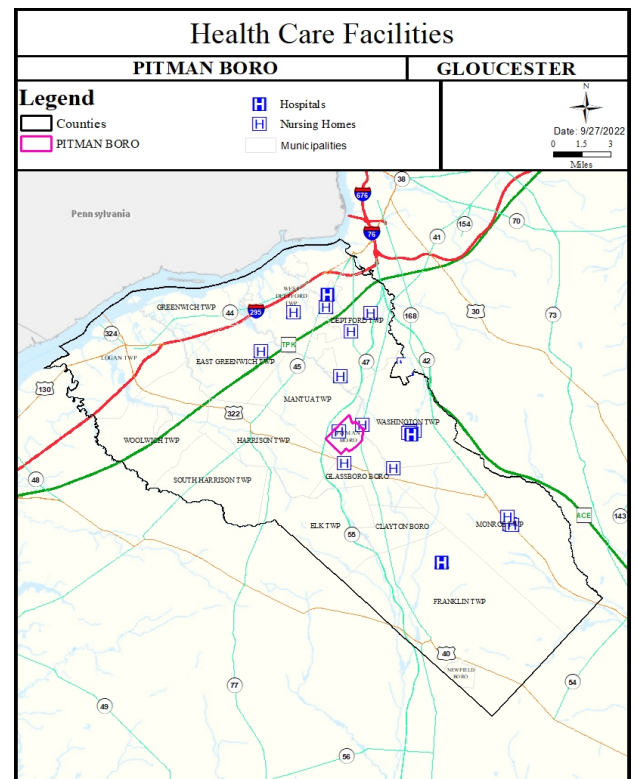 Health Care Facilities
PITMAN BORO
GLOUCESTER
Legend
Counties
PITMAN BORO
H Hospitals
H Nursing Homes
Municipalities
N
Date: 9/27/2022
0 1.5 3
Miles
Pennsylvania
38
676
76
41
154
70
GREENWICH TWP
44
295
WEST
DEPTFORD
TWP
H
H
H
H
DEPTFORD TWP
168
30
73
324
LOGAN TWP
EAST GREENWICH TWP
H
TPK
H
45
47
42
130
H
MANTUA TWP
322
WOOLWICH TWP
HARRISON TWP
H
H
BORO
WASHINGTON TWP
H
48
SOUTH HARRISON TWP
H
GLASSBORO BORO
H
ELK TWP
55
CLAYTON BORO
H
MONROE TWP
H
ACE
143
H
FRANKLIN TWP
40
NEWFIELD
BORO
77
54
49
56